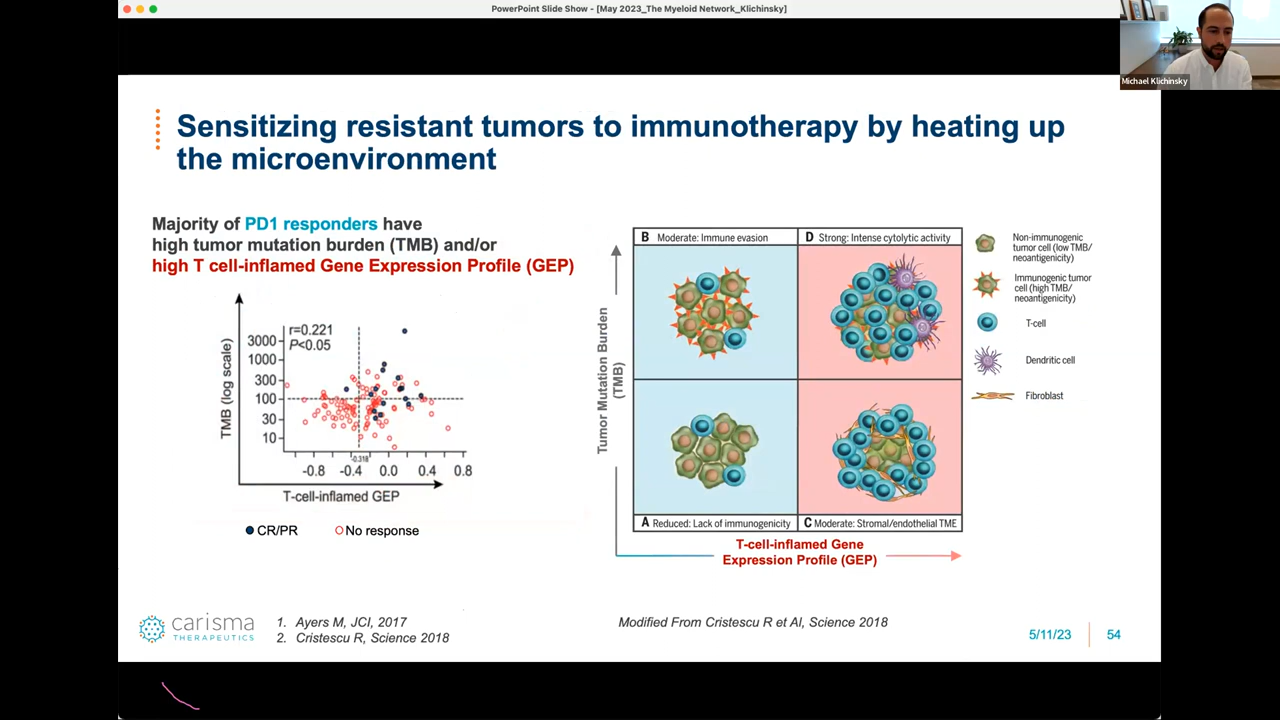 PowerPoint Slide Show - [May 2023_The Myeloid Network_Klichinsky]
Michael Klichinsky
Sensitizing resistant tumors to immunotherapy by heating up
the microenvironment
Majority of PD1 responders have
high tumor mutation burden (TMB) and/or
high T cell-inflamed Gene Expression Profile (GEP)
TMB (log scale)
r=0.221
P<0.05
3000
1000
300
100
30
10
-0.318
-0.8 -0.4 0.0 0.4 0.8
T-cell-inflamed GEP
CR/PR No response
Tumor Mutation Burden
(TMB)
B Moderate: Immune evasion
D Strong: Intense cytolytic activity
A Reduced: Lack of immunogenicity
C Moderate: Stromal/endothelial TME
T-cell-inflamed Gene
Expression Profile (GEP)
Non-immunogenic
tumor cell (low TMB/
neoantigenicity)
Immunogenic tumor
cell (high TMB/
neoantigenicity)
T-cell
Dendritic cell
Fibroblast
carisma
THERAPEUTICS
1. Ayers M, JCI, 2017
2. Cristescu R, Science 2018
Modified From Cristescu R et Al, Science 2018
5/11/23
54